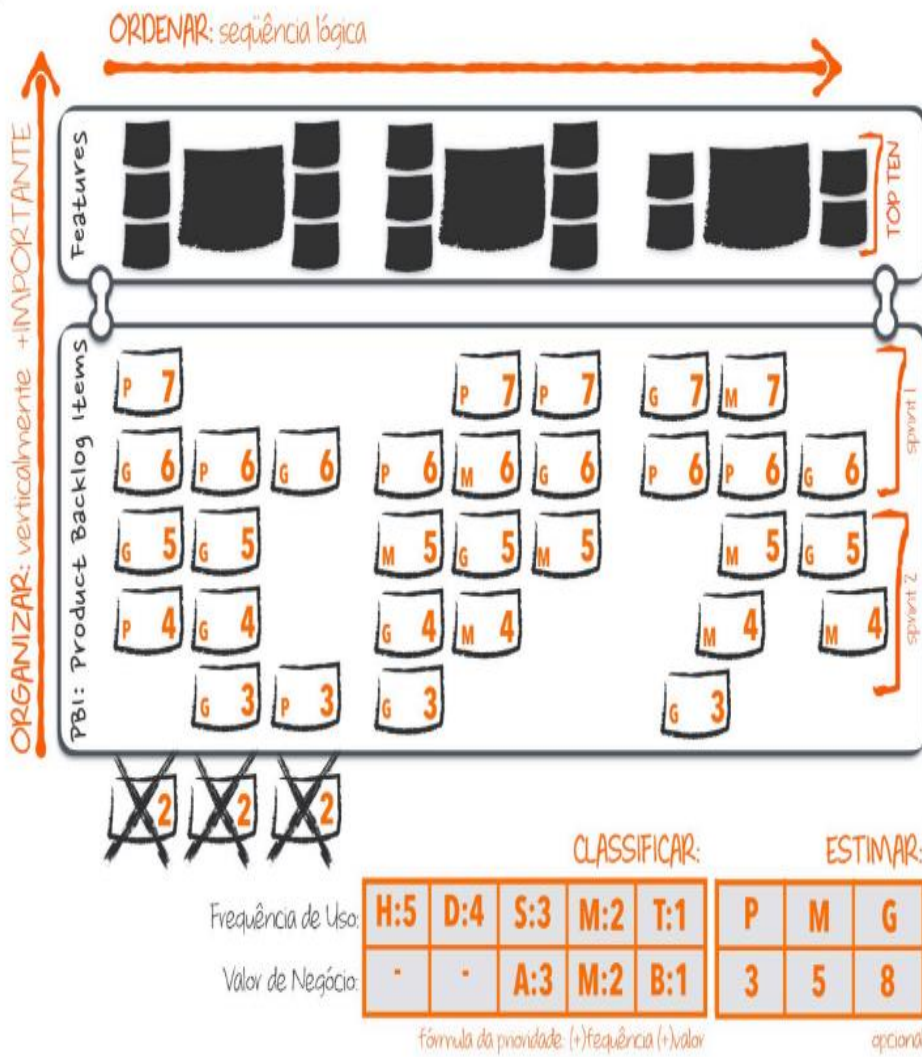 ORDENAR: seqüência lógica
ORGANIZAR: verticalmente +IMPORTANTE
Features
TOP TEN
PBI: Product Backlog Items
P 7
P 7 P 7
G 7 M 7
G 6 P 6 G 6
P 6 M 6 G 6
P 6 P 6 G 6
sprint 1
G 5 G 5
M 5 G 5 M 5
M 5 G 5
P 4 G 4
G 4 M 4
M 4 M 4
G 3 P 3
G 3
G 3
sprint 2
2 2 2
CLASSIFICAR: ESTIMAR:
Frequência de Uso: H:5 D:4 S:3 M:2 T:1 P M G
Valor de Negócio: - - A:3 M:2 B:1 3 5 8
fórmula da prioridade: (+)fequência (+)valor opciona